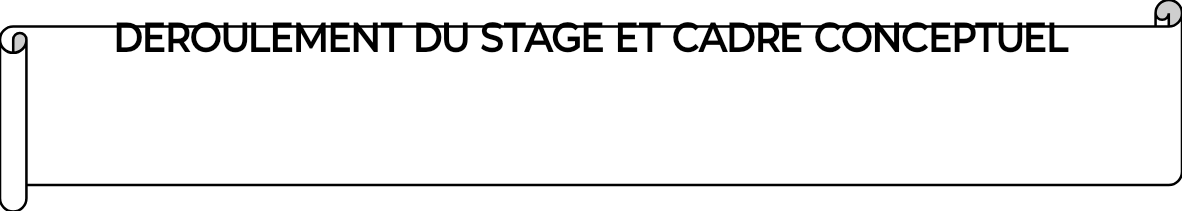 DEROULEMENT DU STAGE ET CADRE CONCEPTUEL